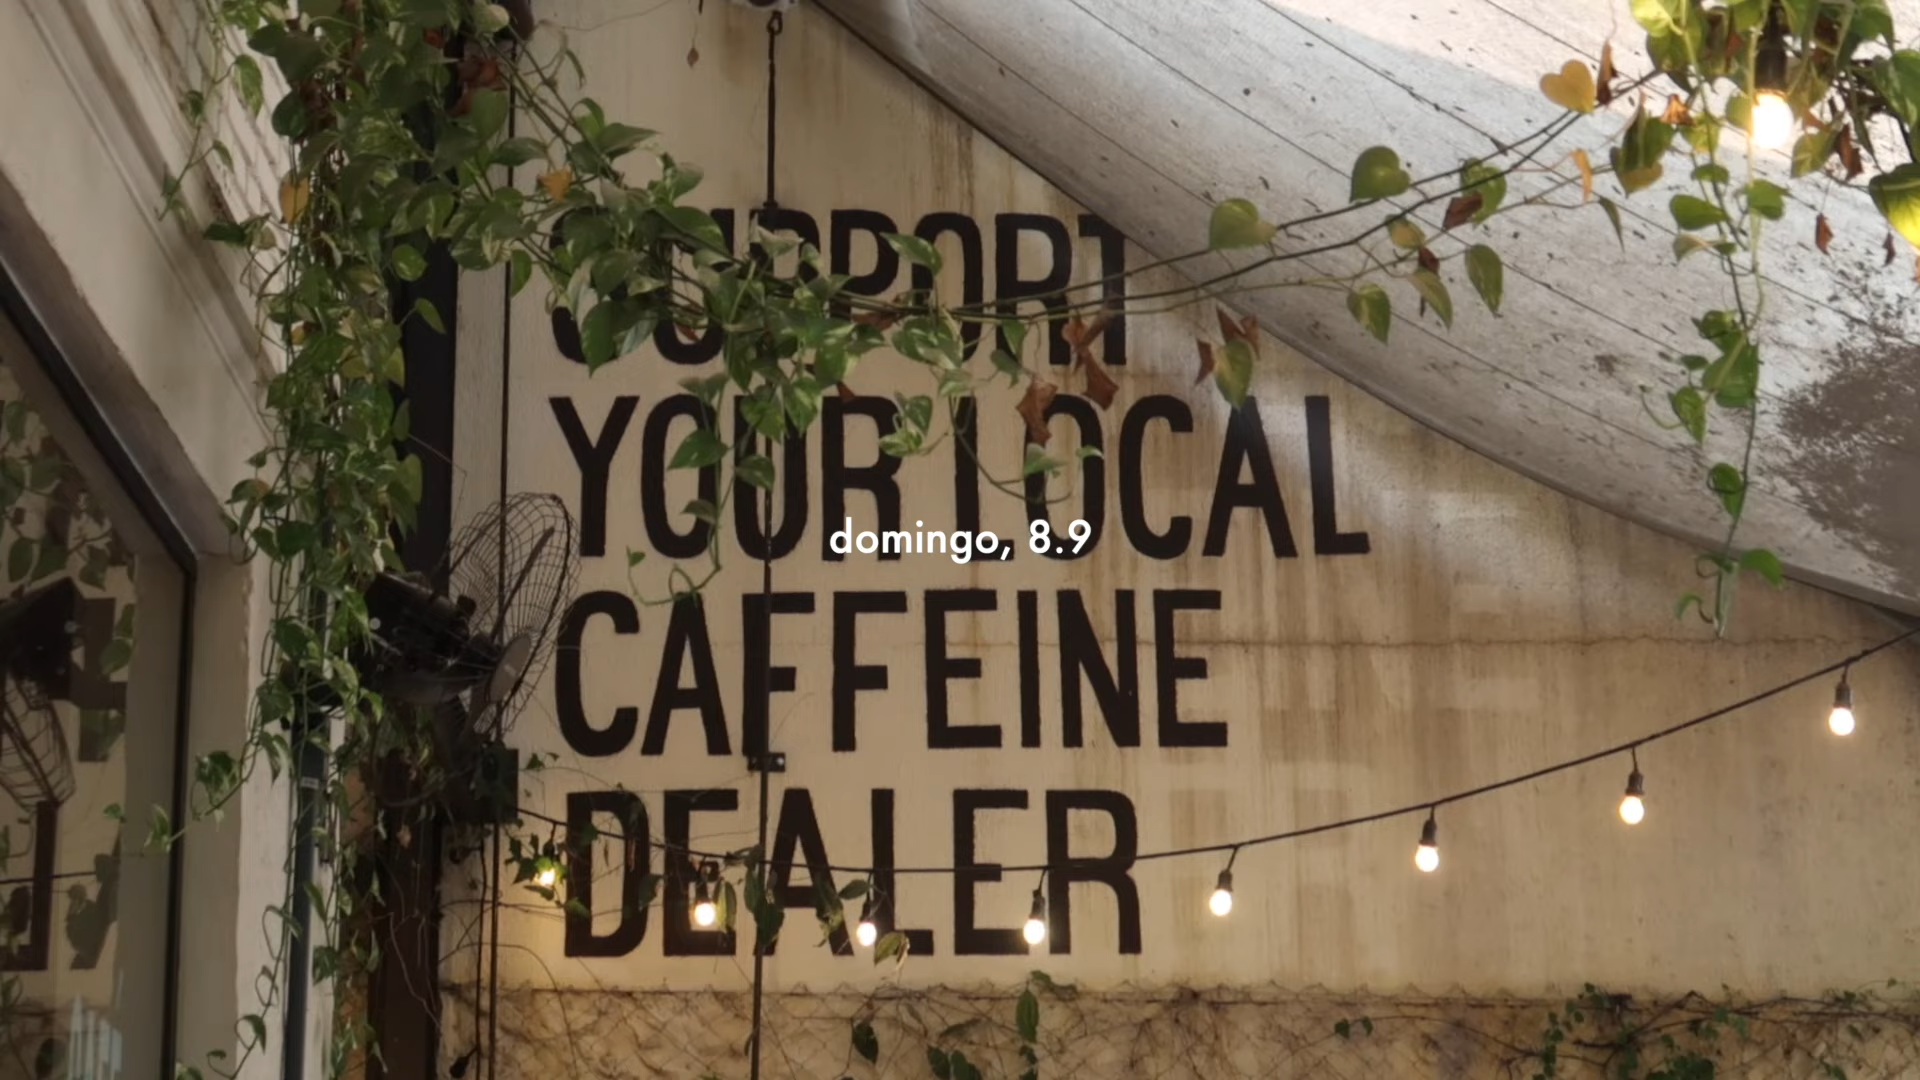 SUPPORT
YOUR LOCAL
domingo, 8.9
CAFFEINE
DEALER